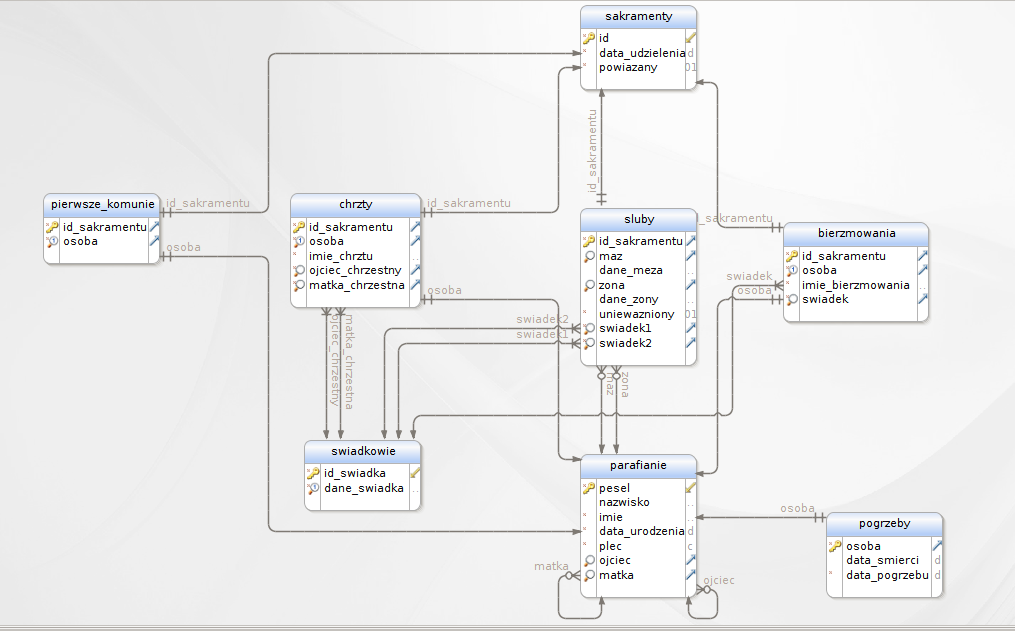 sakramenty
id
data_udzielenia d
powiazany 01
id_sakramentu
pierwsze_komunie
id_sakramentu
osoba
id_sakramentu
osoba
chrzty
id_sakramentu
osoba
imie_chrztu
ojciec_chrzestny
matka_chrzestna
id_sakramentu
osoba
ojciec_chrzestny
matka_chrzestna
sluby
id_sakramentu
maz
dane_meza
zona
dane_zony
uniewazniony 01
swiadek1
swiadek2
swiadek2
swiadek1
maz
zona
_sakramentu
bierzmowania
id_sakramentu
osoba
imie_bierzmowania
swiadek
swiadek
osoba
swiadkowie
id_swiadka
dane_swiadka
parafianie
pesel
nazwisko
imie
data_urodzenia d
plec c
ojciec
matka
matka
ojciec
osoba
pogrzeby
osoba
data_smierci d
data_pogrzebu d